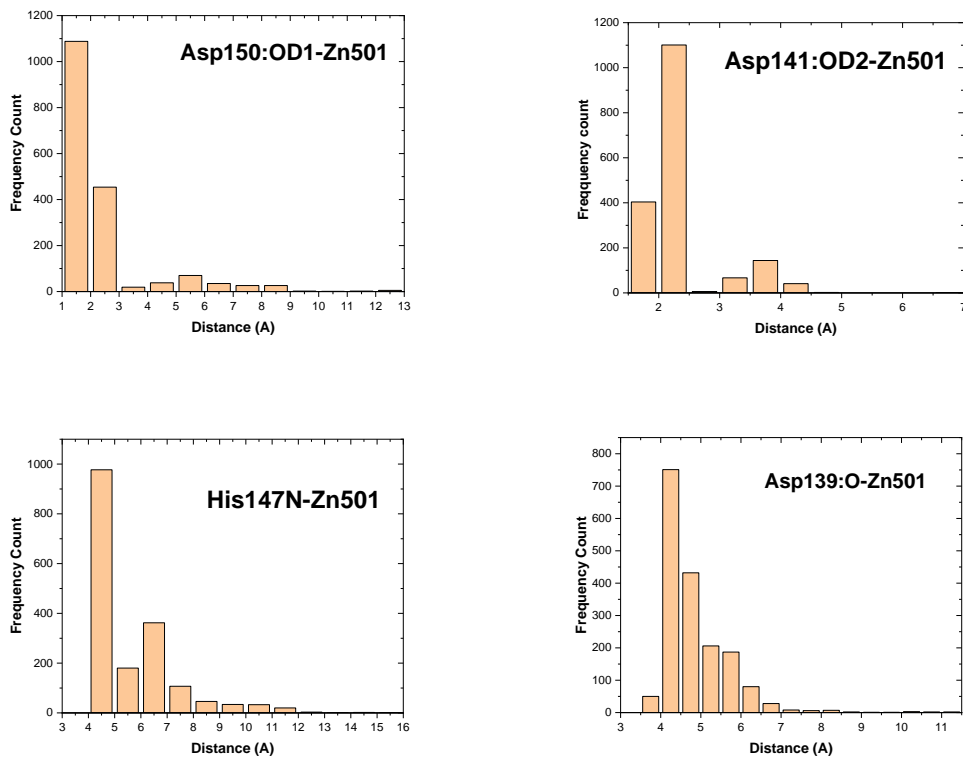 Asp150:OD1-Zn501
1200
1000
800
600
400
200
0
Frequency Count
1 2 3 4 5 6 7 8 9 10 11 12 13
Distance (A)
Asp141:OD2-Zn501
1200
1000
800
600
400
200
0
Freqquency count
2 3 4 5 6 7
Distance (A)
His147N-Zn501
1000
800
600
400
200
0
Frequency Count
3 4 5 6 7 8 9 10 11 12 13 14 15 16
Distance (A)
Asp139:O-Zn501
800
700
600
500
400
300
200
100
0
Frequency Count
3 4 5 6 7 8 9 10 11
Distance (A)